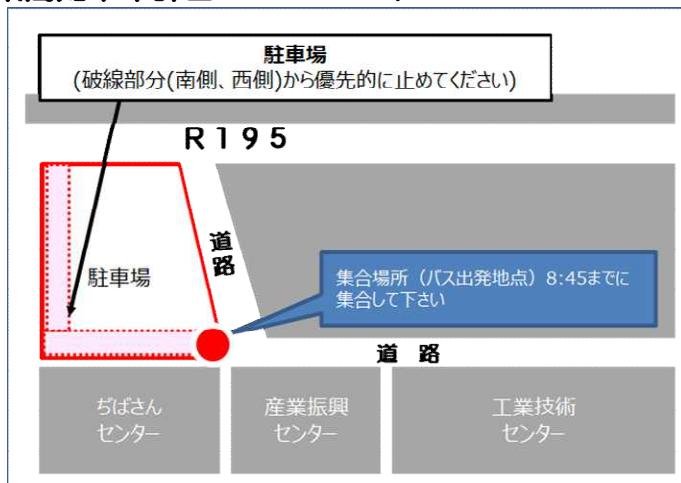 駐車場
(破線部分(南側、西側)から優先的に止めてください)
R195
道路
駐車場
集合場所（バス出発地点）8:45までに
集合して下さい
道 路
ぢばさん
センター
産業振興
センター
工業技術
センター